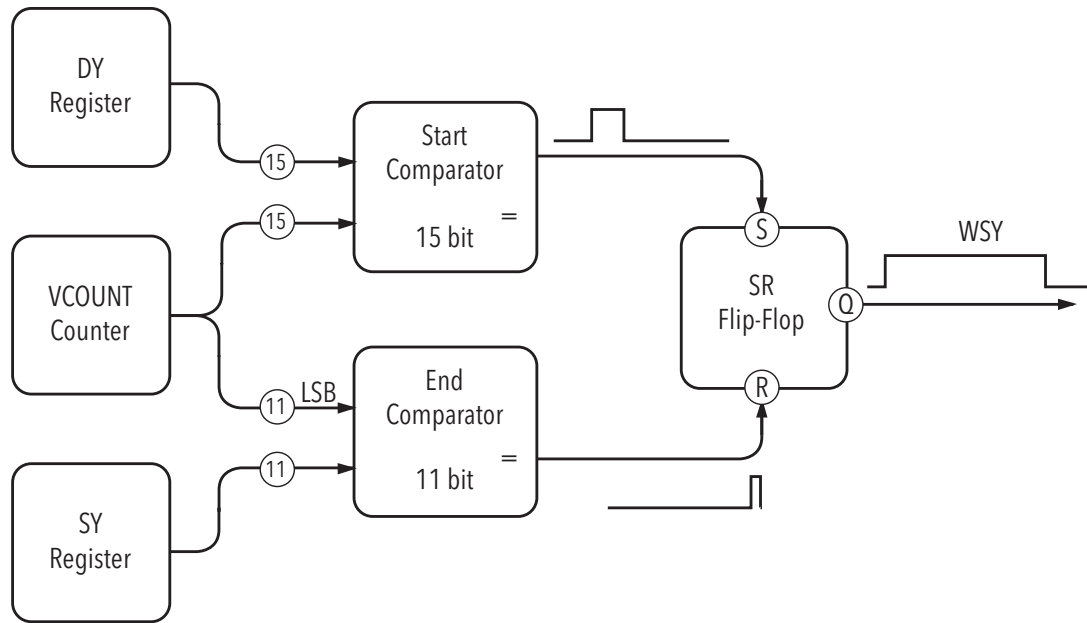 DY
Register
15
Start
Comparator
=
15 bit
15
VCOUNT
Counter
S
WSY
SR
Flip-Flop
Q
R
11
LSB
End
Comparator
=
11 bit
11
SY
Register